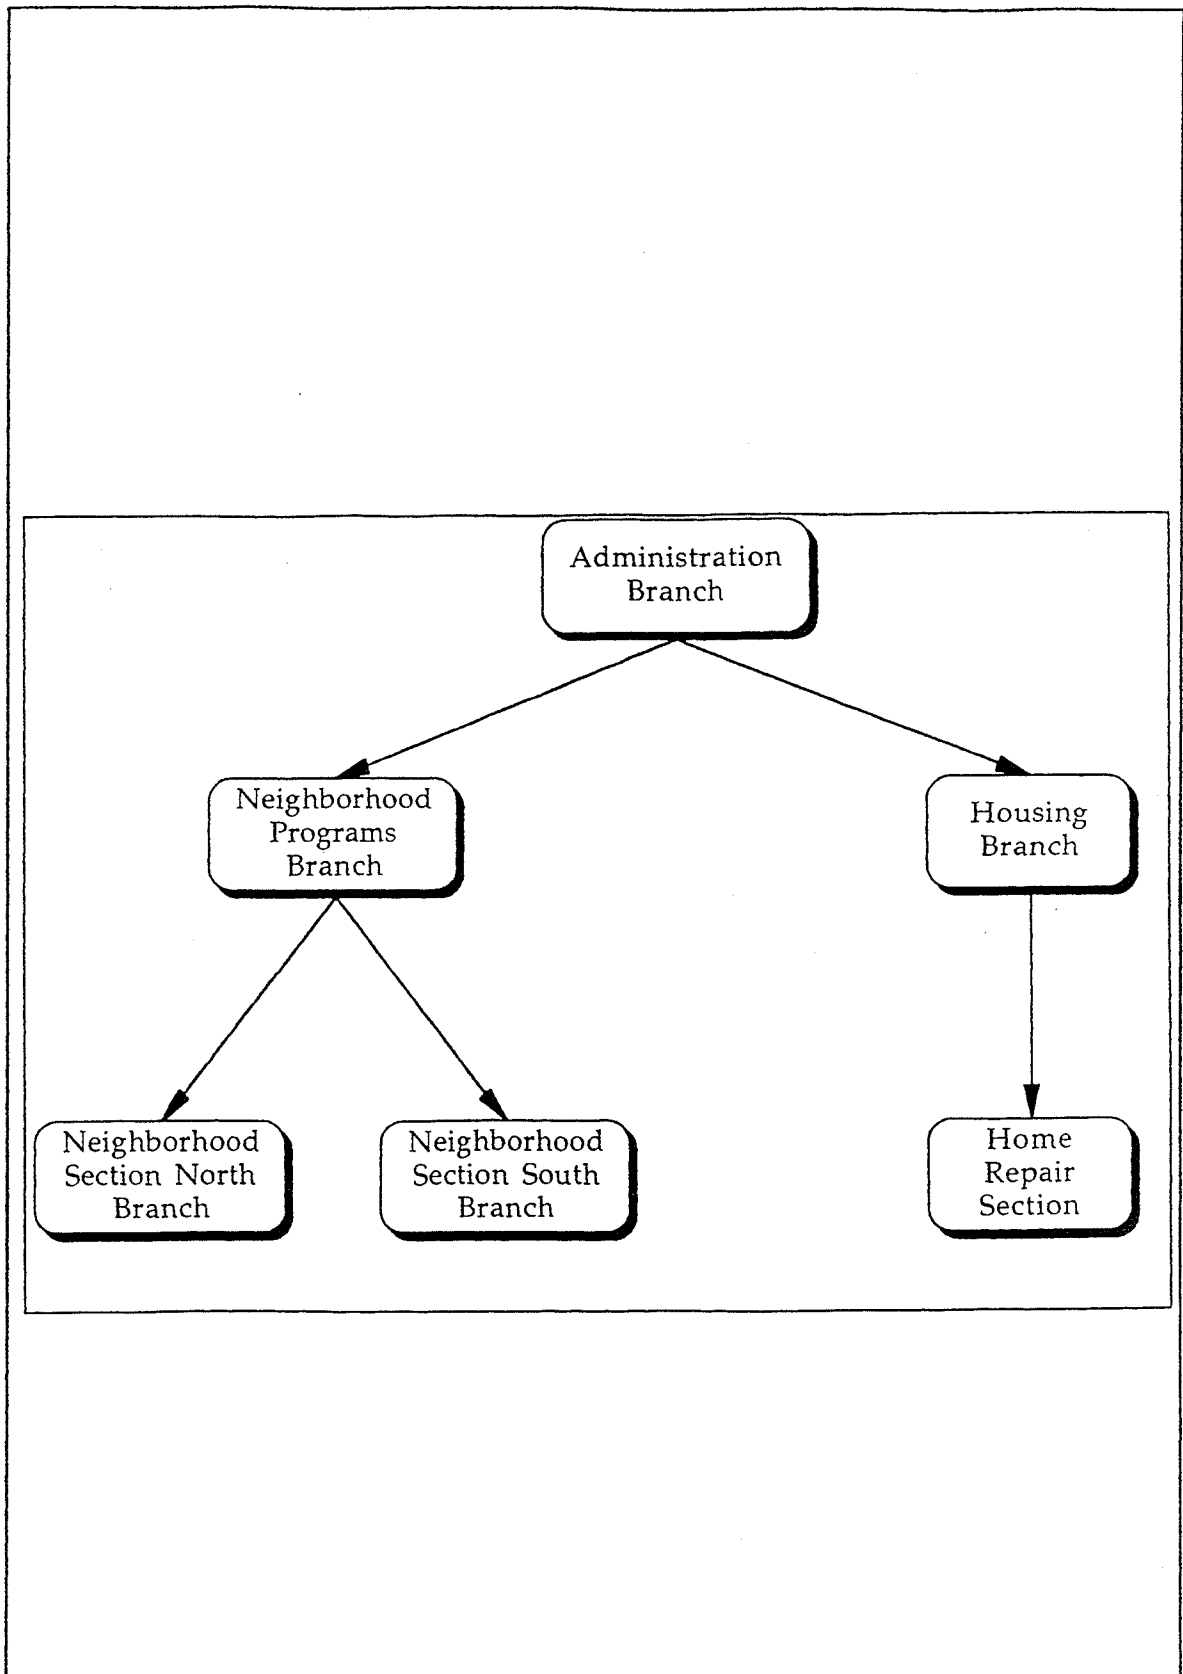 Administration
Branch
Neighborhood
Programs
Branch
Housing
Branch
Neighborhood
Section North
Branch
Neighborhood
Section South
Branch
Home
Repair
Section